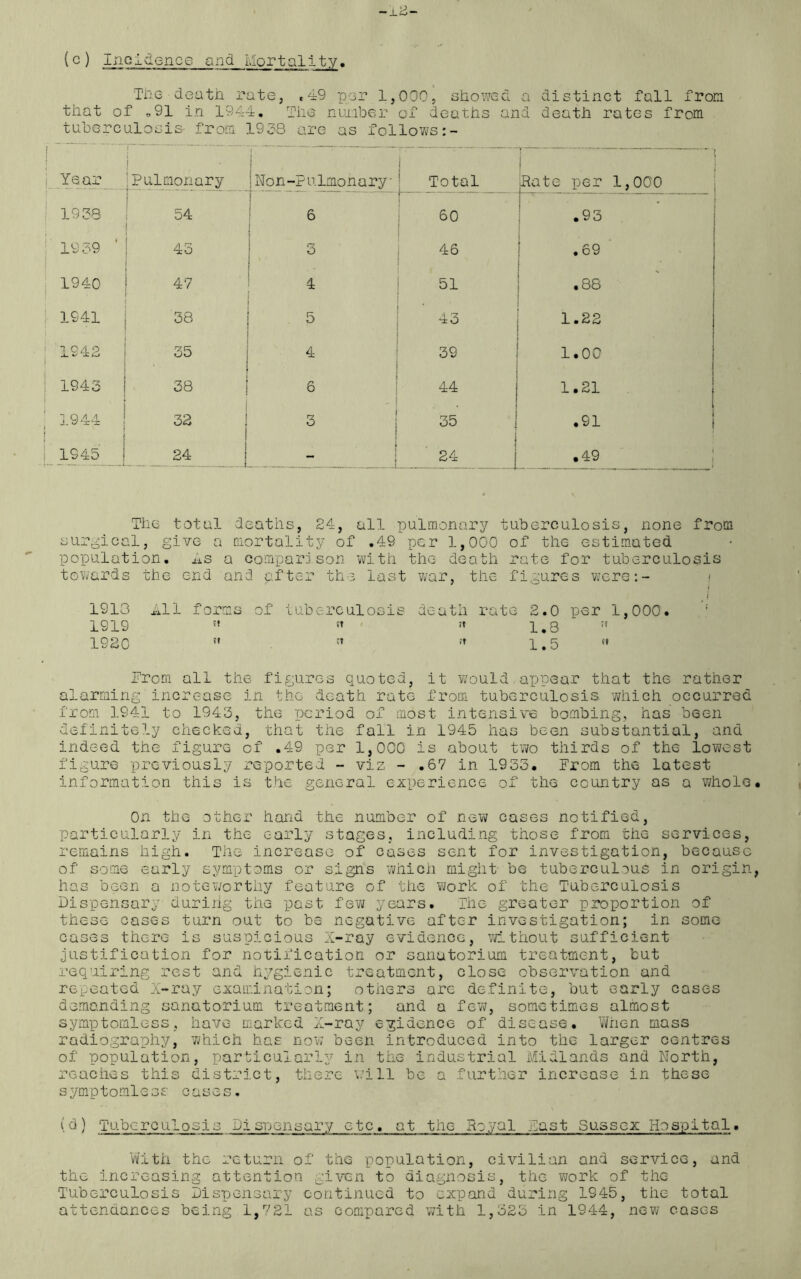 -12-
(c) Incidence and Mortality.
The death rate, .49 per 1,000, showed a distinct fall from
that of .91 in 1944. The number of deaths and death rates from
tuberculosis from 1938 are as follows:-
Year Pulmonary Non-Pulmonary Total Rate per 1,000
1938 54 6 60 .93
1939 43 3 46 .69
1940 47 4 51 .88
1941 38 5 43 1.22
1942 35 4 39 1.00
1943 38 6 44 1.21
1944 32 3 35 .91
1945 24 - 24 .49
The total deaths, 24, all pulmonary tuberculosis, none from
surgical, give a mortality of .49 per 1,000 of the estimated
population. As a comparison with the death rate for tuberculosis
towards the end and after the last war, the figures were:-
1918 All forms of tuberculosis death rate 2.0 per 1,000.
1919 " " " 1.8 "
1920 " " " 1.5 "
From all the figures quoted, it would appear that the rather
alarming increase in the death rate from tuberculosis which occurred
from 1941 to 1943, the period of most intensive bombing, has been
definitely checked, that the fall in 1945 has been substantial, and
indeed the figure of .49 per 1,000 is about two thirds of the lowest
figure previously reported - viz - .67 in 1933. From the latest
information this is the general experience of the country as a whole.
On the other hand the number of new cases notified,
particularly in the early stages, including those from the services,
remains high. The increase of cases sent for investigation, because
of some early symptoms or signs which might be tuberculous in origin,
has been a noteworthy feature of the work of the Tuberculosis
Dispensary during the past few years. The greater proportion of
these cases turn out to be negative after investigation; in some
cases there is suspicious X-ray evidence, without sufficient
justification for notification or sanatorium treatment, but
requiring rest and hygienic treatment, close observation and
repeated X-ray examination; others are definite, but early cases
demanding sanatorium treatment; and a few, sometimes almost
symptomless, have marked X-ray evidence of disease. When mass
radiography, which has now been introduced into the larger centres
of population, particularly in the industrial Midlands and North,
reaches this district, there will be a further increase in these
symptomless cases.
(d) Tuberculosis Dispensary etc. at the Royal East Sussex Hospital.
With the return of the population, civilian and service, and
the increasing attention given to diagnosis, the work of the
Tuberculosis Dispensary continued to expand during 1945, the total
attendances being 1,721 as compared with 1,323 in 1944, new cases